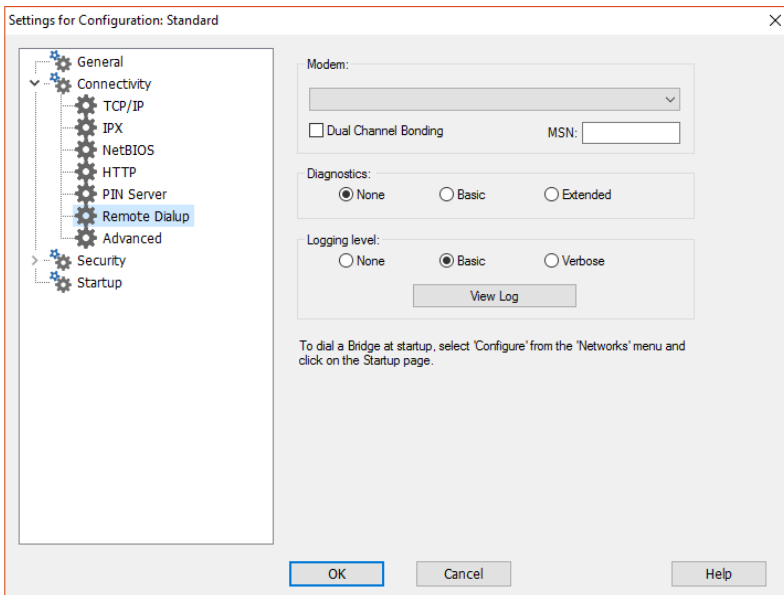 Settings for Configuration: Standard
General
Connectivity
TCP/IP
IPX
NetBIOS
HTTP
PIN Server
Remote Dialup
Advanced
Security
Startup
Modem:
Dual Channel Bonding MSN:
Diagnostics:
None Basic Extended
Logging level:
None Basic Verbose
View Log
To dial a Bridge at startup, select 'Configure' from the 'Networks' menu and
click on the Startup page.
OK Cancel Help